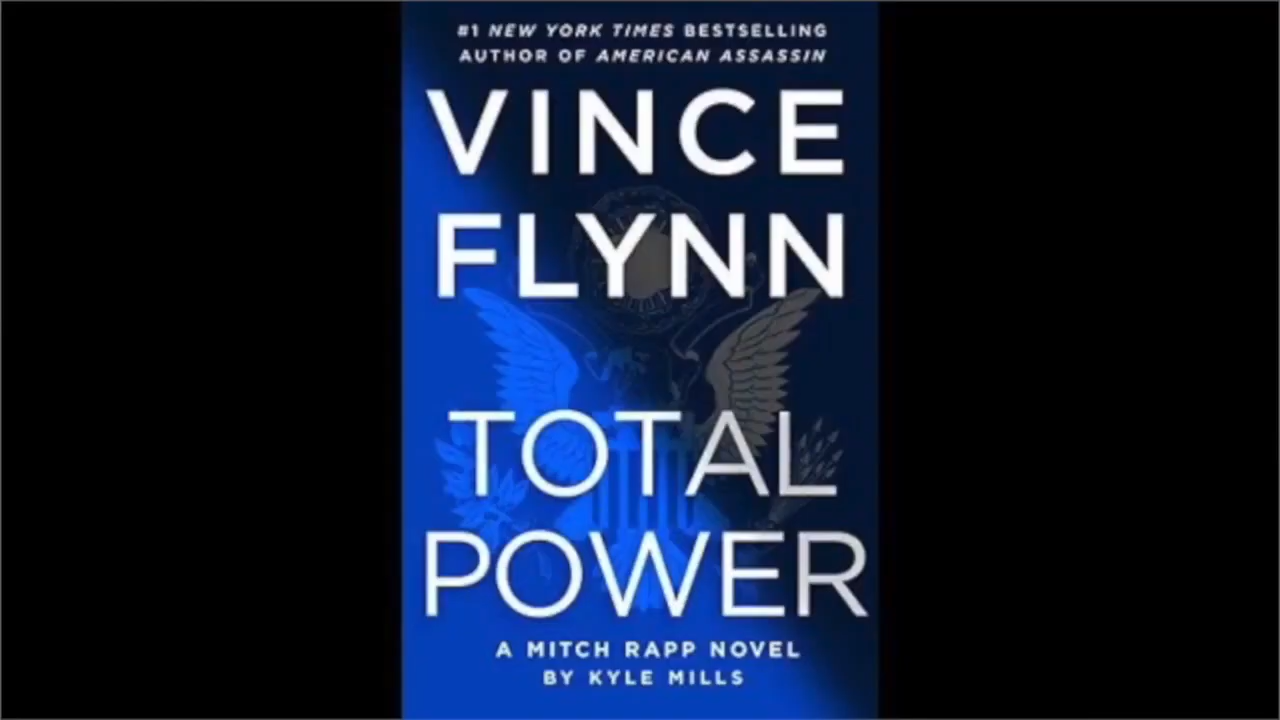 #1 NEW YORK TIMES BESTSELLING
AUTHOR OF AMERICAN ASSASSIN
VINCE
FLYNN
TOTAL
POWER
A MITCH RAPP NOVEL
BY KYLE MILLS